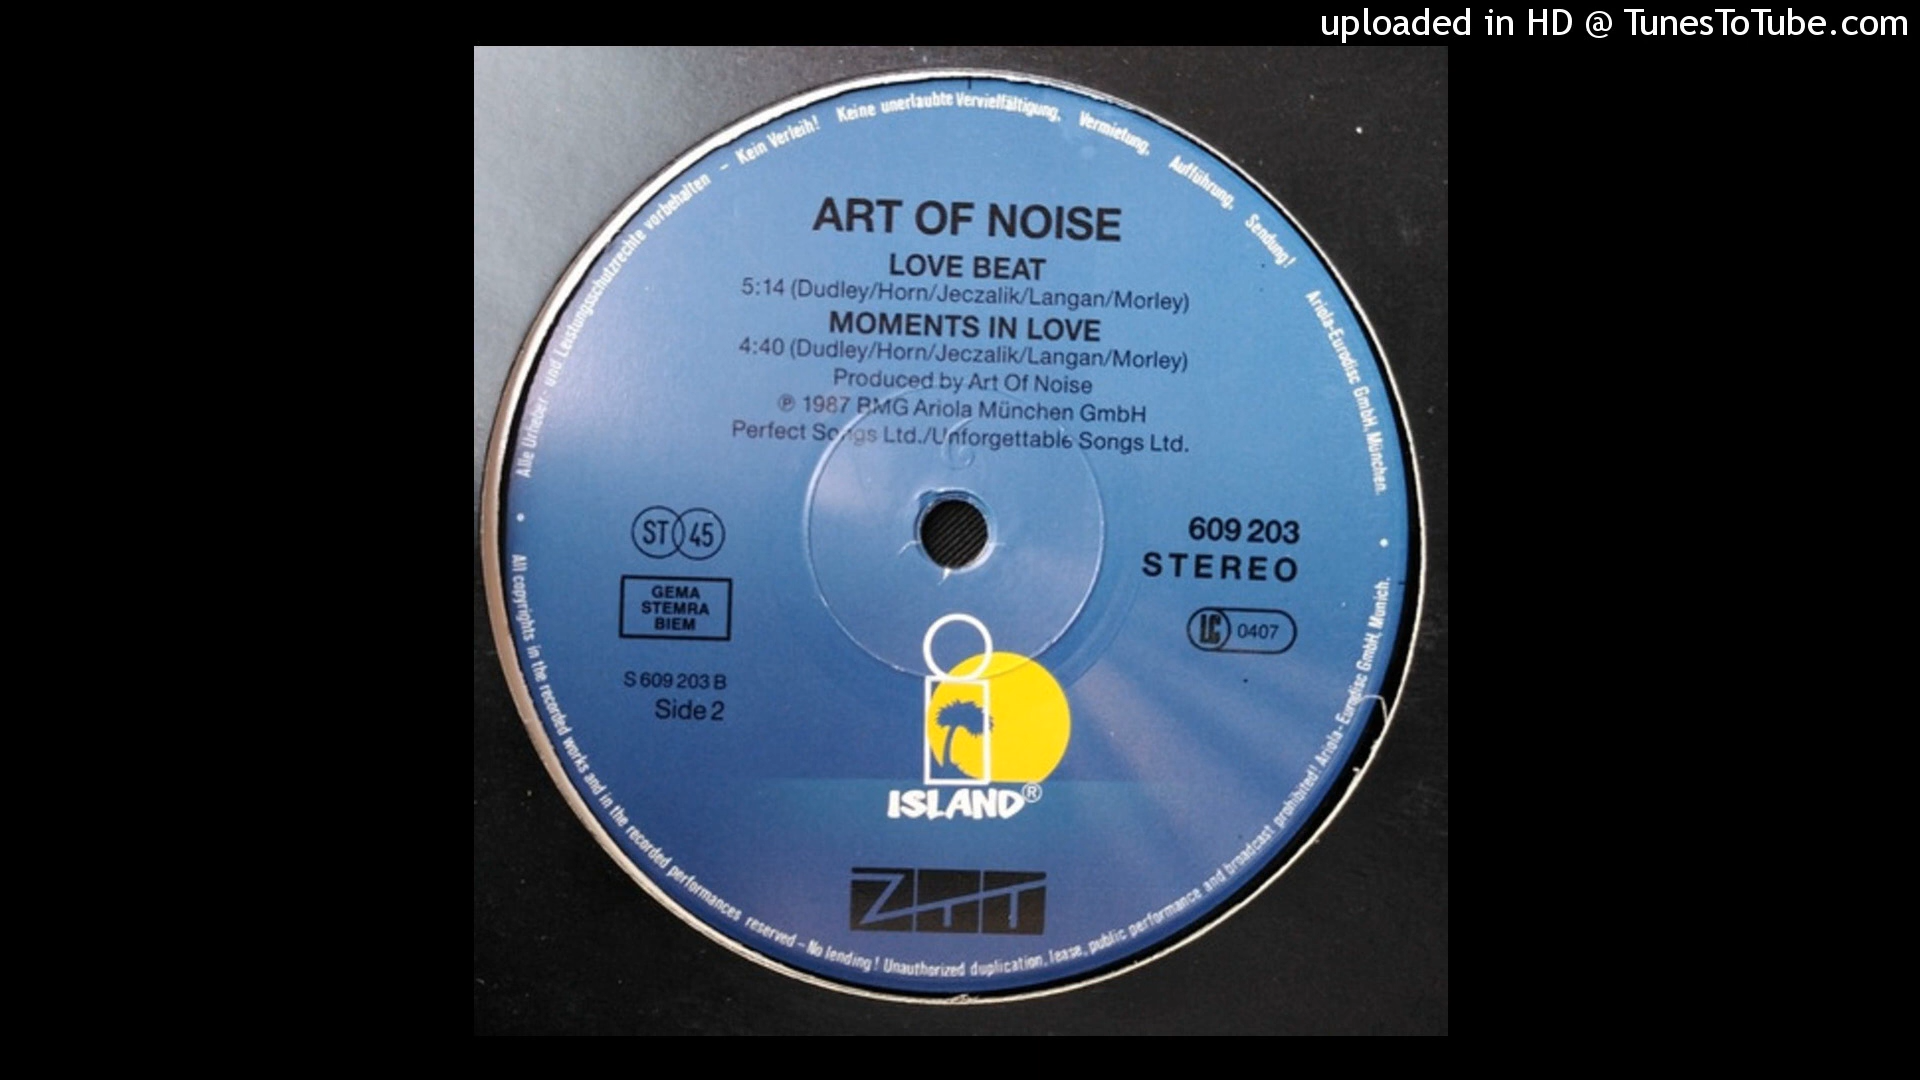 uploaded in HD @ TunesToTube.com
Alle Urheber- und Leistungsschutzrechte vorbehalten – Kein Verleih! Keine unerlaubte Vervielfältigung, Vermietung, Aufführung, Sendung! Ariola-Eurodisc GmbH, München.
ART OF NOISE
LOVE BEAT
5:14 (Dudley/Horn/Jeczalik/Langan/Morley)
MOMENTS IN LOVE
4:40 (Dudley/Horn/Jeczalik/Langan/Morley)
Produced by Art Of Noise
℗ 1987 BMG Ariola München GmbH
Perfect Songs Ltd./Unforgettable Songs Ltd.
ST 45
GEMA
STEMRA
BIEM
S 609 203 B
Side 2
609 203
STEREO
LC 0407
ISLAND®
ZTT
All copyrights in the recorded works and in the recorded performances reserved – No lending! Unauthorized duplication, lease, public performance and broadcast prohibited! Ariola-Eurodisc GmbH, Munich.